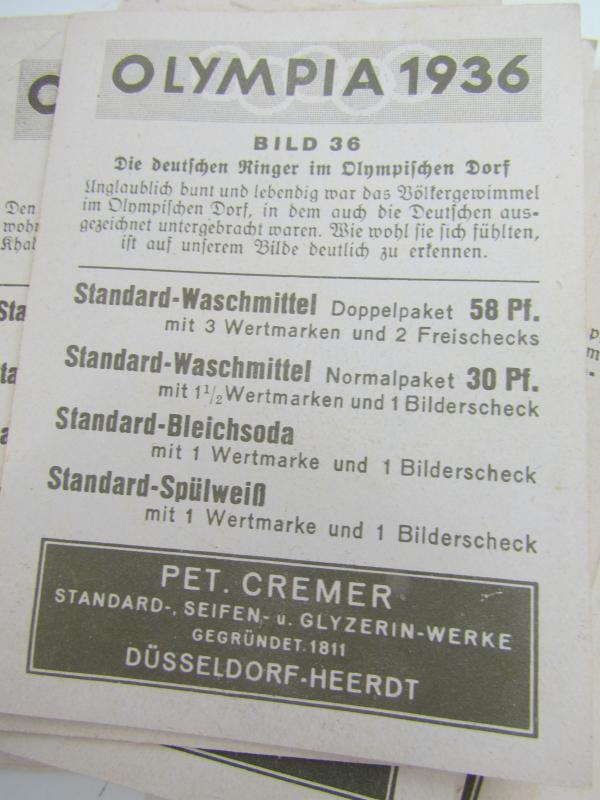 OLYMPIA 1936
BILD 36
Die deutschen Ringer im Olympischen Dorf
Unglaublich bunt und lebendig war das Völkergewimmel
im Olympischen Dorf, in dem auch die Deutschen aus-
gezeichnet untergebracht waren. Wie wohl sie sich fühlten,
ist auf unserem Bilde deutlich zu erkennen.
Standard-Waschmittel Doppelpaket 58 Pf.
mit 3 Wertmarken und 2 Freischecks
Standard-Waschmittel Normalpaket 30 Pf.
mit 1 1/2 Wertmarken und 1 Bilderscheck
Standard-Bleichsoda
mit 1 Wertmarke und 1 Bilderscheck
Standard-Spülweiß
mit 1 Wertmarke und 1 Bilderscheck
PET. CREMER
STANDARD-, SEIFEN- u. GLYZERIN-WERKE
GEGRÜNDET 1811
DÜSSELDORF-HEERDT
Den